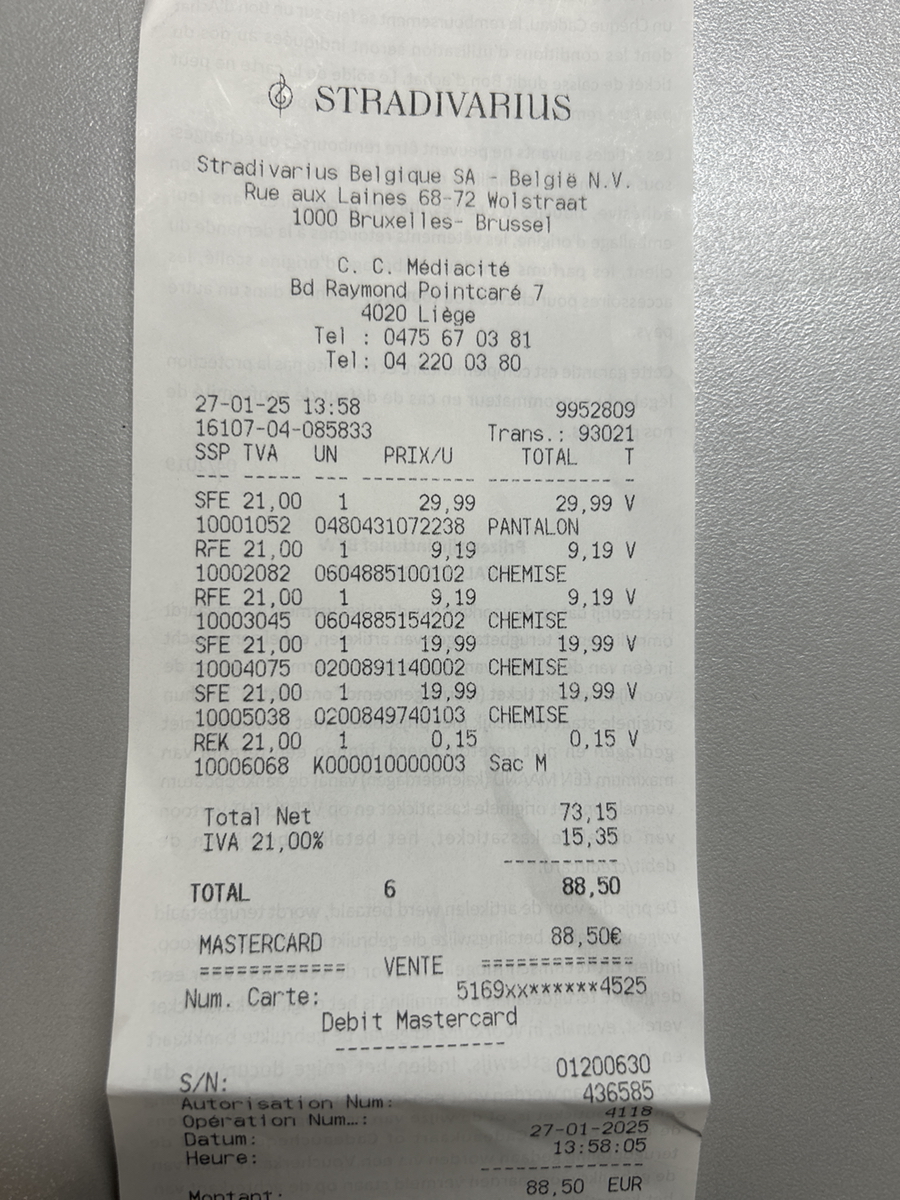 STRADIVARIUS
Stradivarius Belgique SA - België N.V.
Rue aux Laines 68-72 Wolstraat
1000 Bruxelles- Brussel
C. C. Médiacité
Bd Raymond Pointcaré 7
4020 Liège
Tel : 0475 67 03 81
Tel: 04 220 03 80
27-01-25 13:58 9952809
16107-04-085833 Trans.: 93021
SSP TVA UN PRIX/U TOTAL T
--- ----- --- ---------- ----------- -
SFE 21,00 1 29,99 29,99 V
10001052 0480431072238 PANTALON
RFE 21,00 1 9,19 9,19 V
10002082 0604885100102 CHEMISE
RFE 21,00 1 9,19 9,19 V
10003045 0604885154202 CHEMISE
SFE 21,00 1 19,99 19,99 V
10004075 0200891140002 CHEMISE
SFE 21,00 1 19,99 19,99 V
10005038 0200849740103 CHEMISE
REK 21,00 1 0,15 0,15 V
10006068 K000010000003 Sac M
Total Net 73,15
IVA 21,00% 15,35
----------
TOTAL 6 88,50
MASTERCARD 88,50€
============ VENTE =============
Num. Carte: 5169xx******4525
Debit Mastercard
---------------
S/N: 01200630
Autorisation Num: 436585
Opération Num…: 4118
Datum: 27-01-2025
Heure: 13:58:05
--------------
Montant: 88,50 EUR